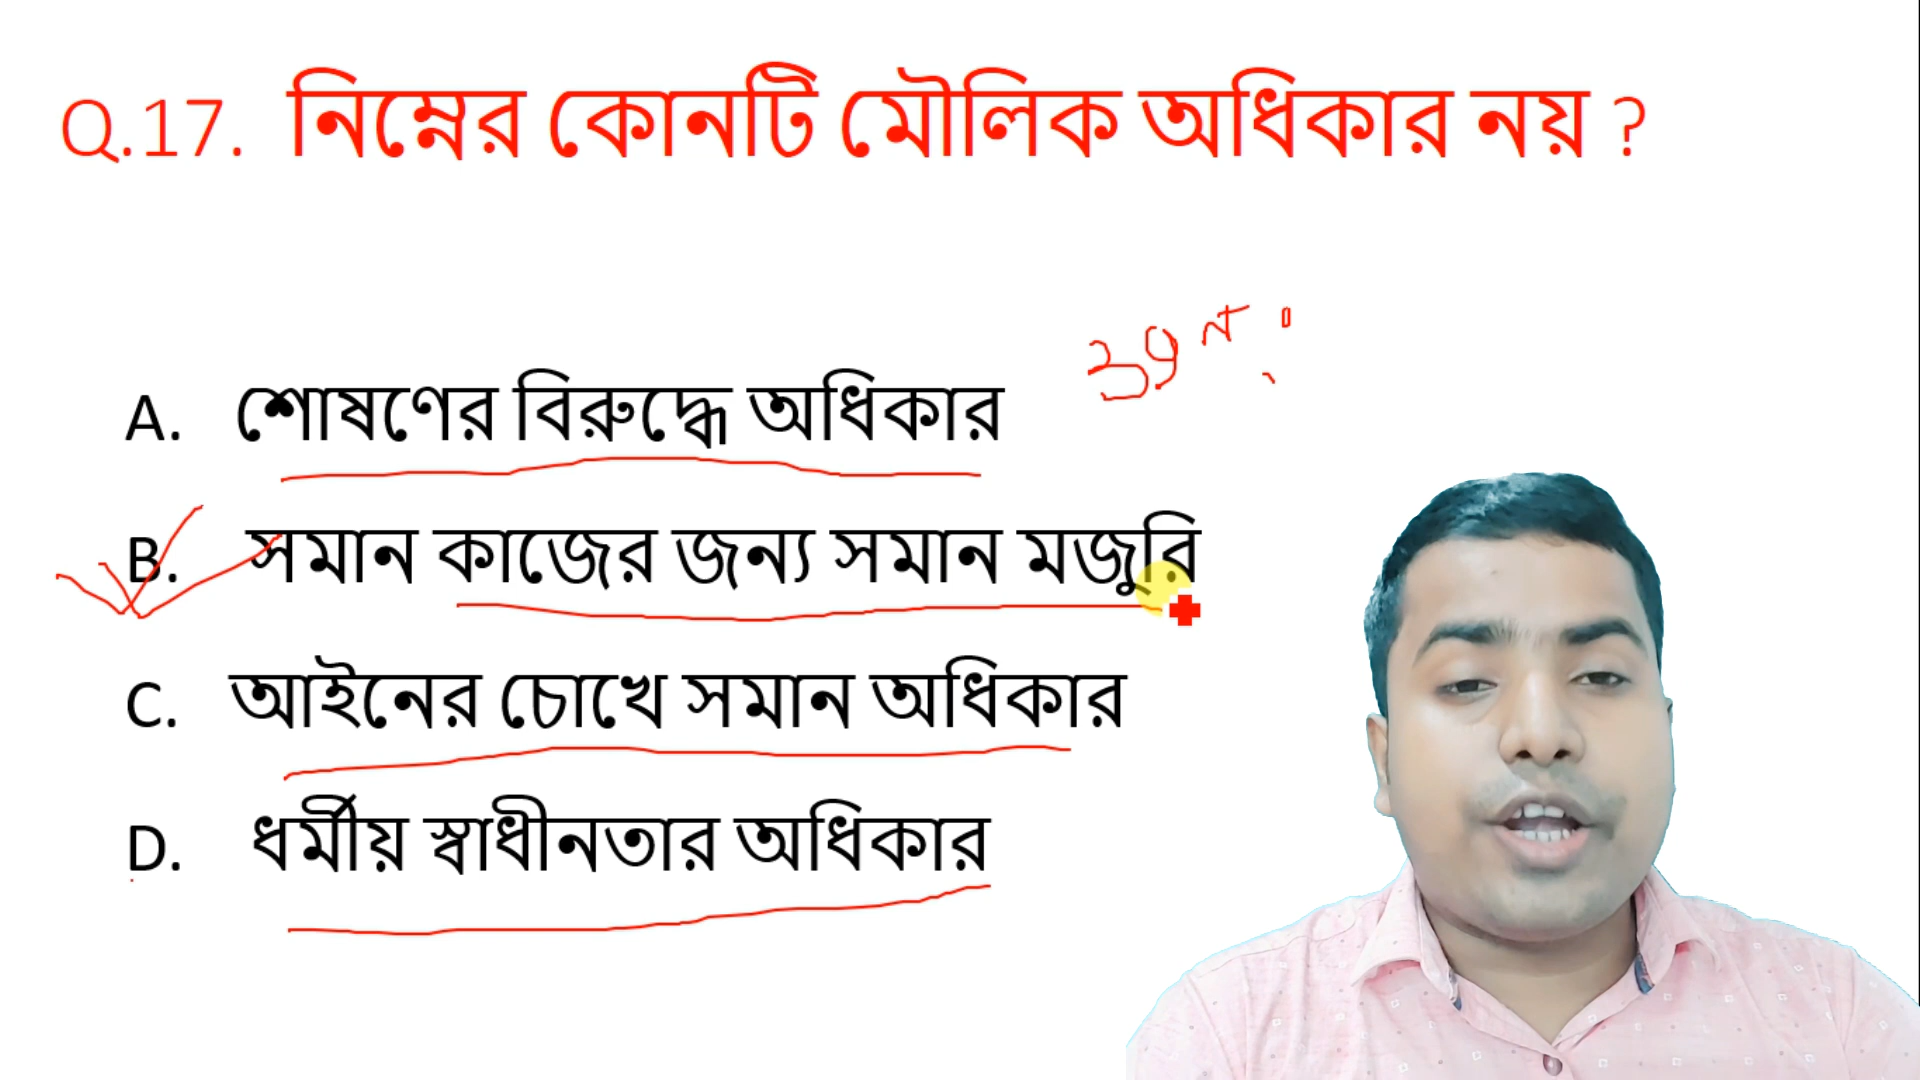 Q.17. নিম্নের কোনটি মৌলিক অধিকার নয় ?
A. শোষণের বিরুদ্ধে অধিকার
B. সমান কাজের জন্য সমান মজুরি
C. আইনের চোখে সমান অধিকার
D. ধর্মীয় স্বাধীনতার অধিকার